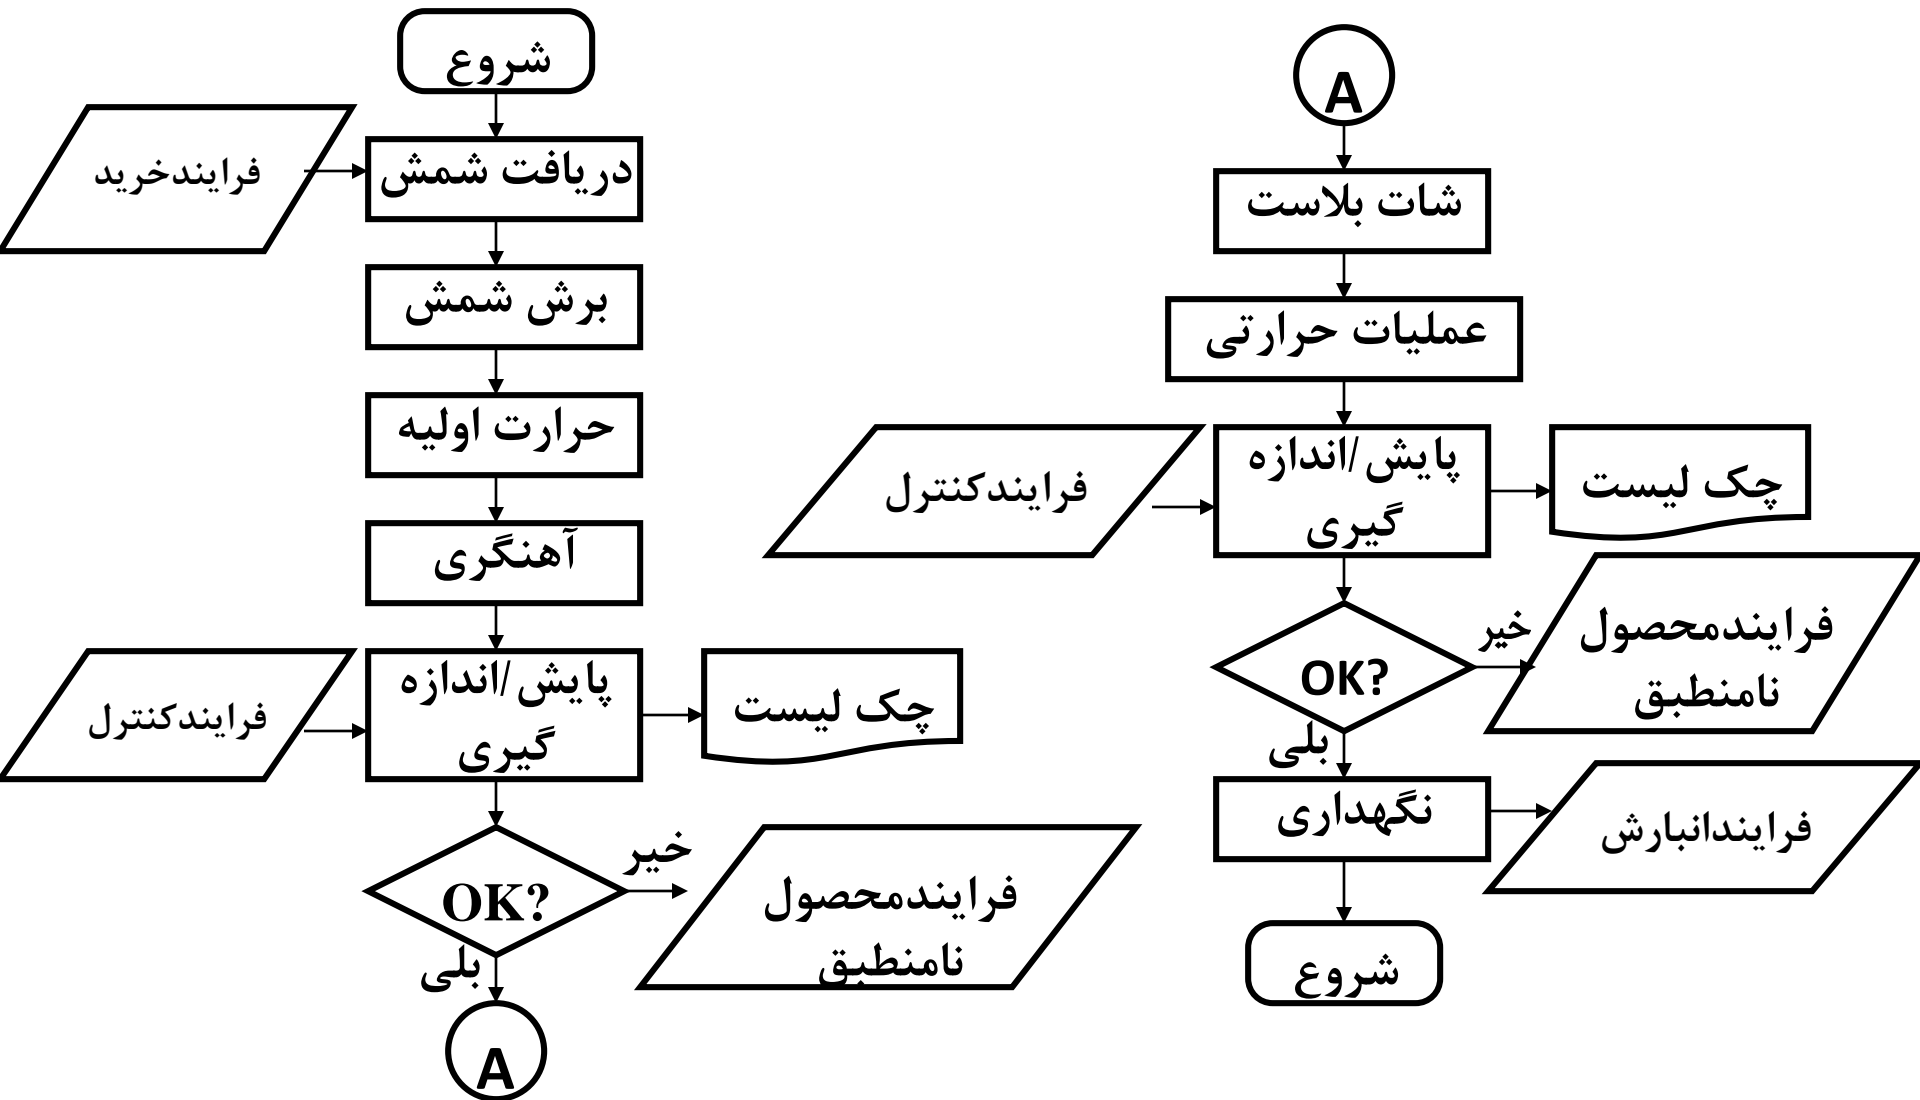 شروع
فرایندخرید
دریافت شمش
برش شمش
حرارت اولیه
آهنگری
فرایندکنترل
پایش/اندازه
گیری
چک لیست
OK?
خیر
فرایندمحصول
نامنطبق
بلی
A
A
شات بلاست
عملیات حرارتی
فرایندکنترل
پایش/اندازه
گیری
چک لیست
OK?
خیر
فرایندمحصول
نامنطبق
بلی
نگهداری
فرایندانبارش
شروع